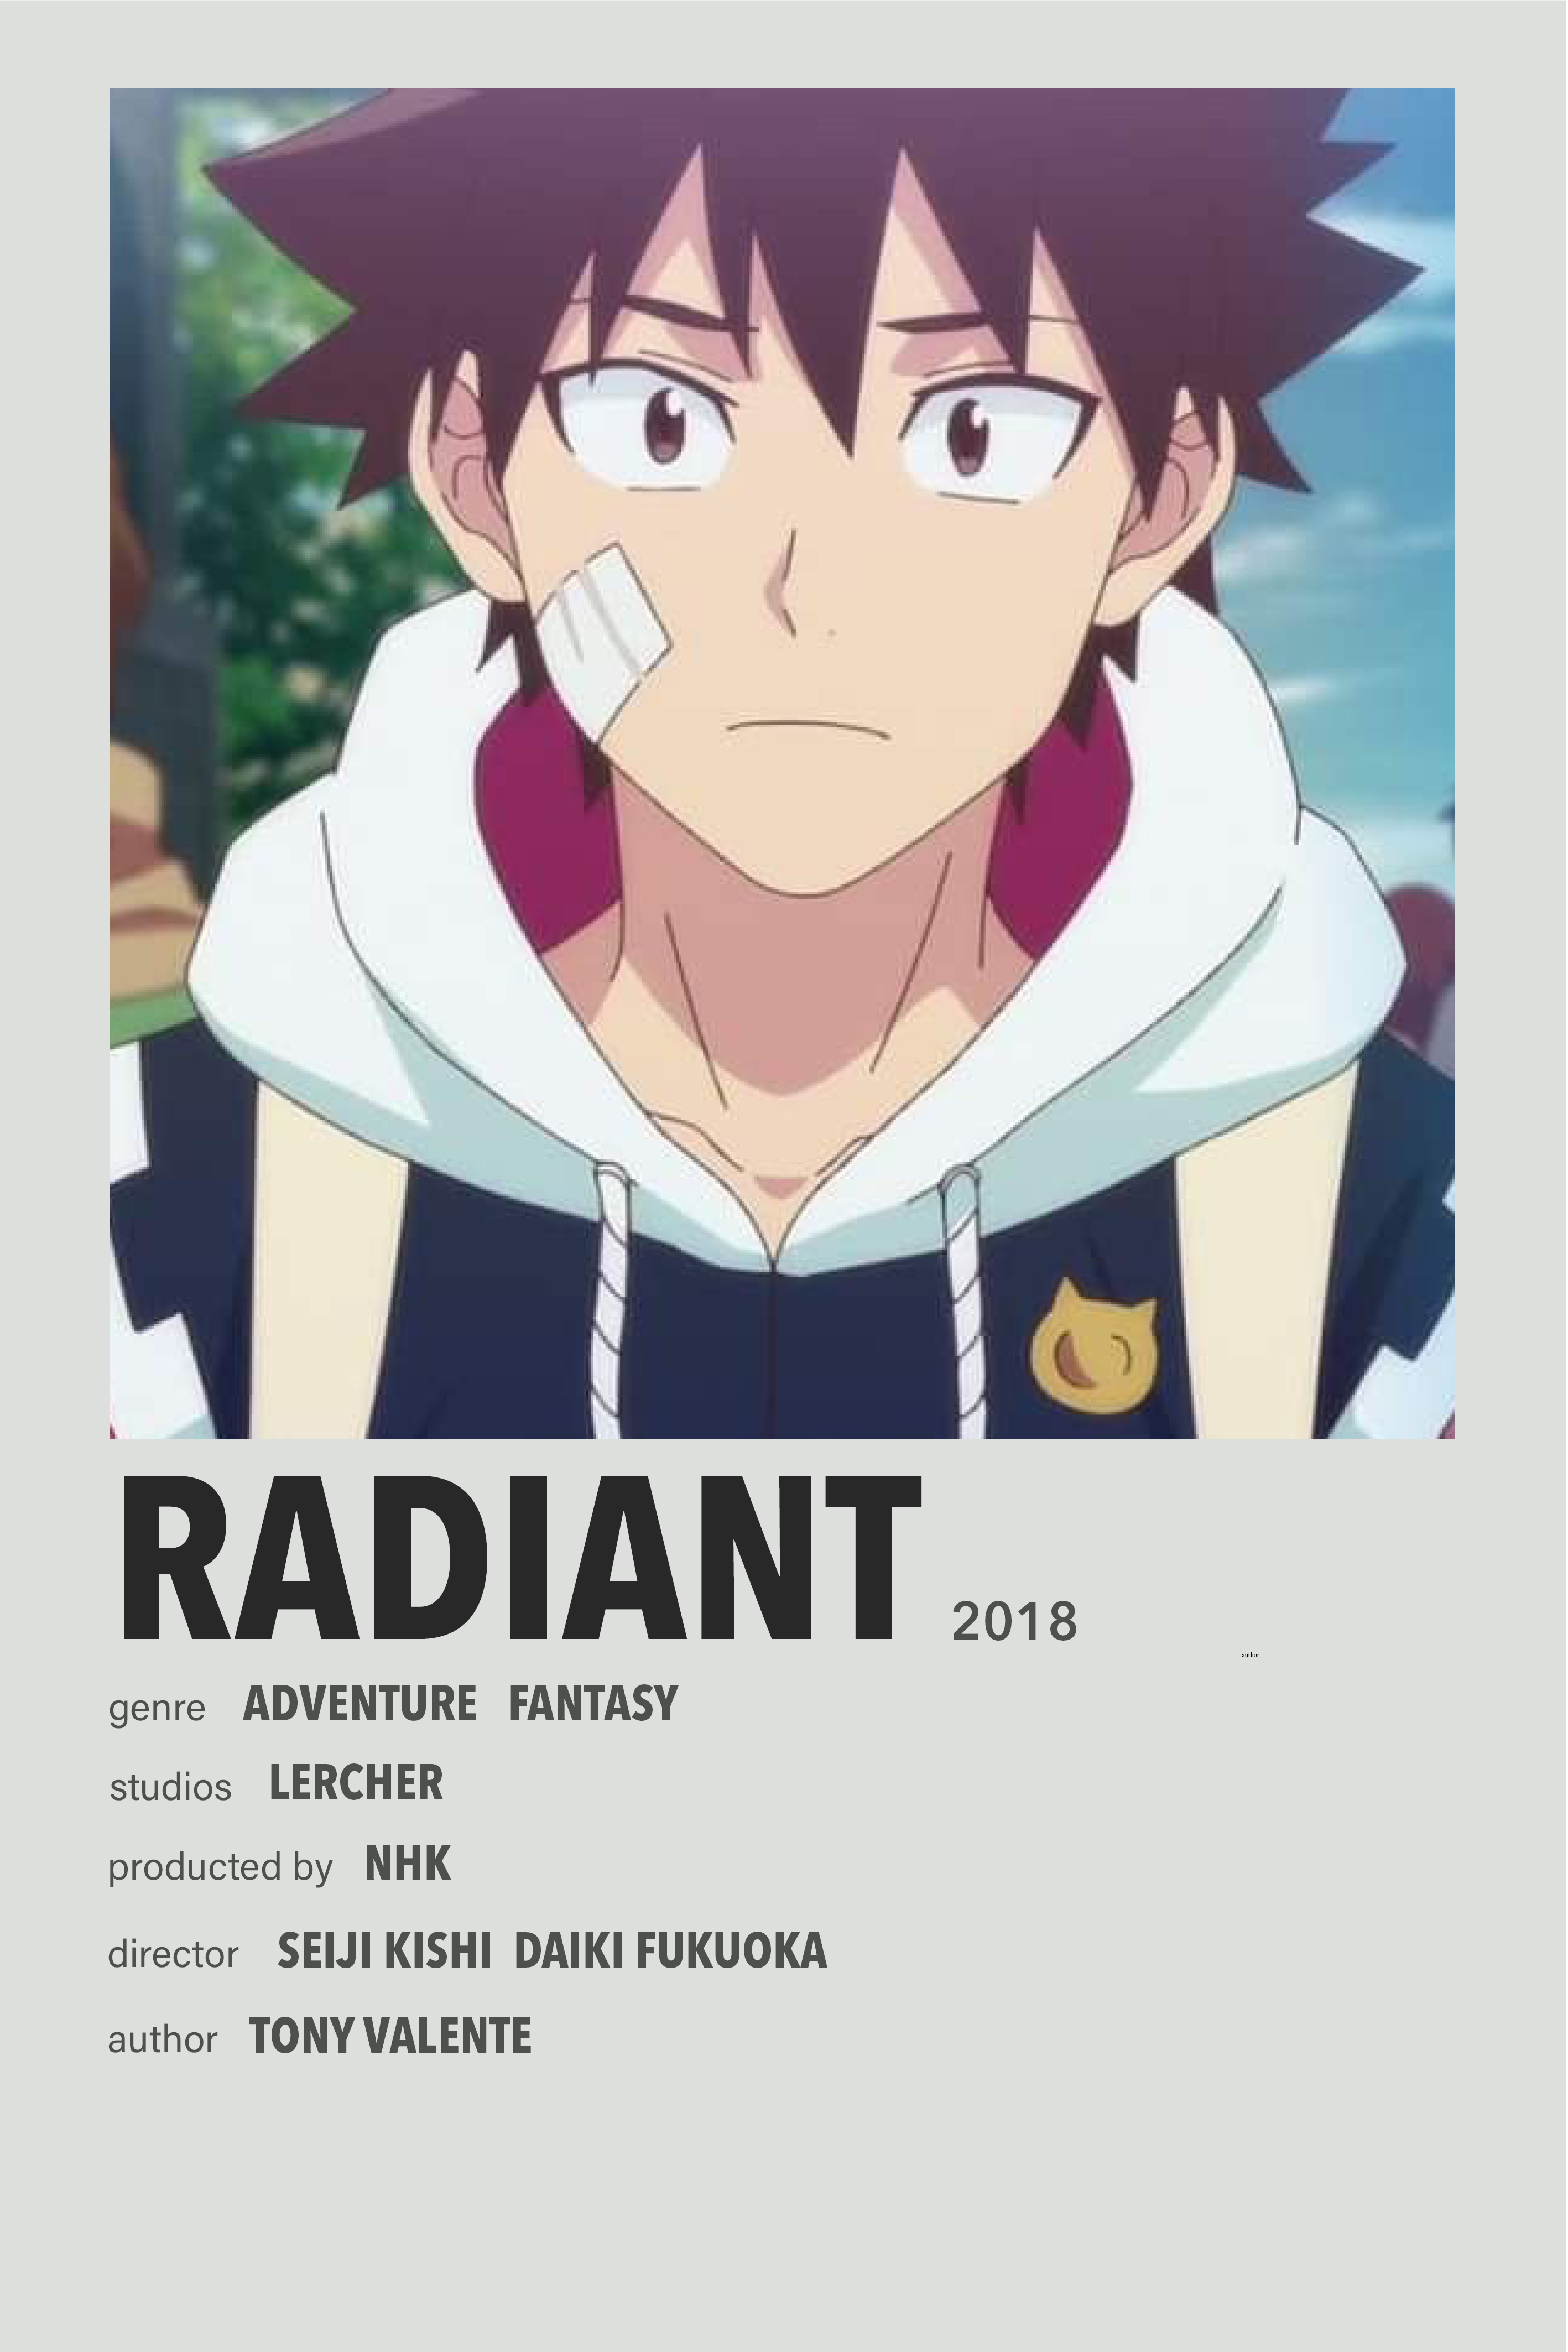 RADIANT 2018
author
genre ADVENTURE FANTASY
studios LERCHER
producted by NHK
director SEIJI KISHI DAIKI FUKUOKA
author TONY VALENTE